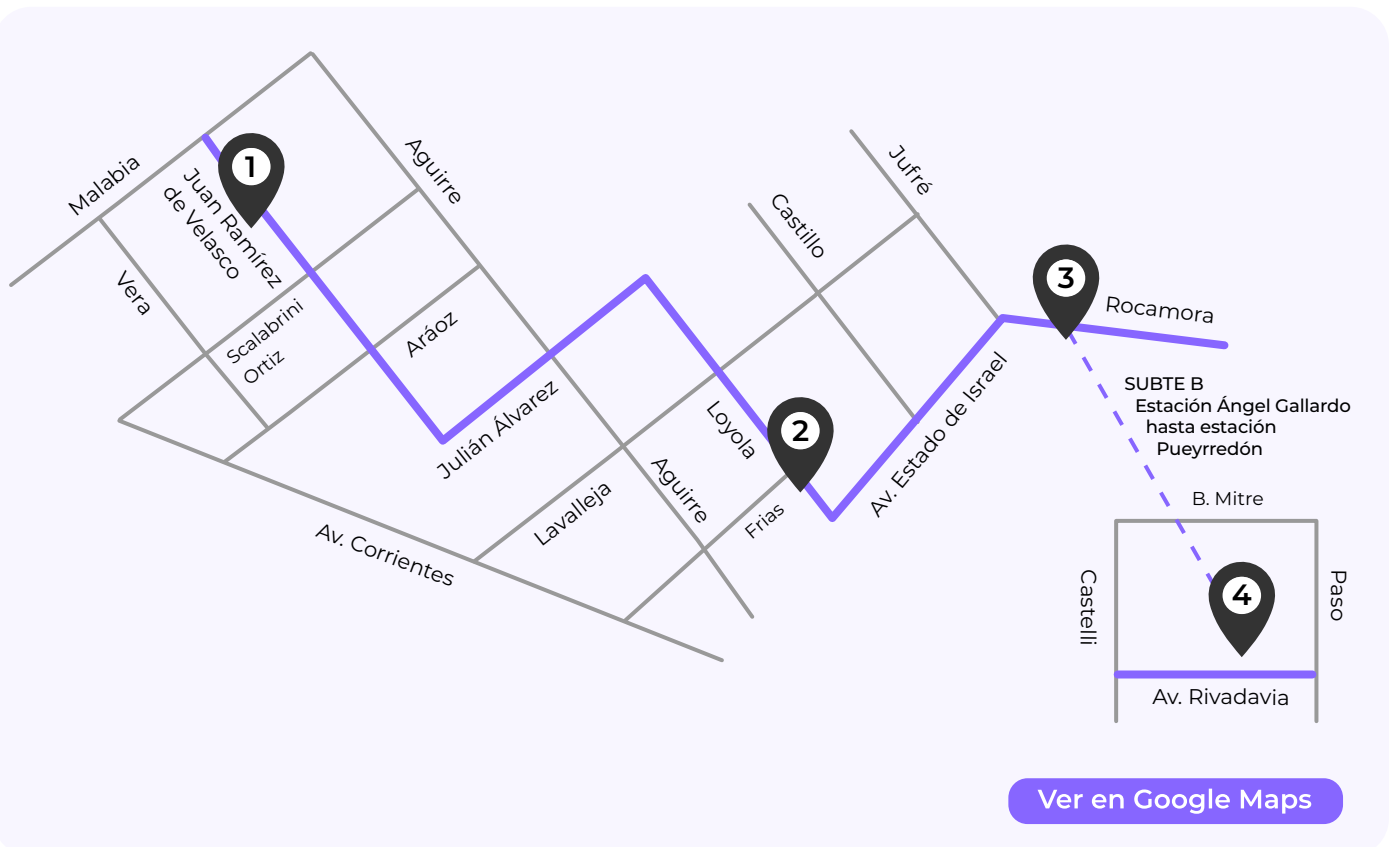 Malabia
1
Juan Ramírez
de Velasco
Vera
Scalabrini
Ortiz
Aguirre
Aráoz
Julián Álvarez
Av. Corrientes
Lavalleja
Aguirre
Loyola
2
Frias
Castillo
Jufré
Av. Estado de Israel
3
Rocamora
SUBTE B
Estación Ángel Gallardo
hasta estación
Pueyrredón
B. Mitre
Castelli
4
Paso
Av. Rivadavia
Ver en Google Maps